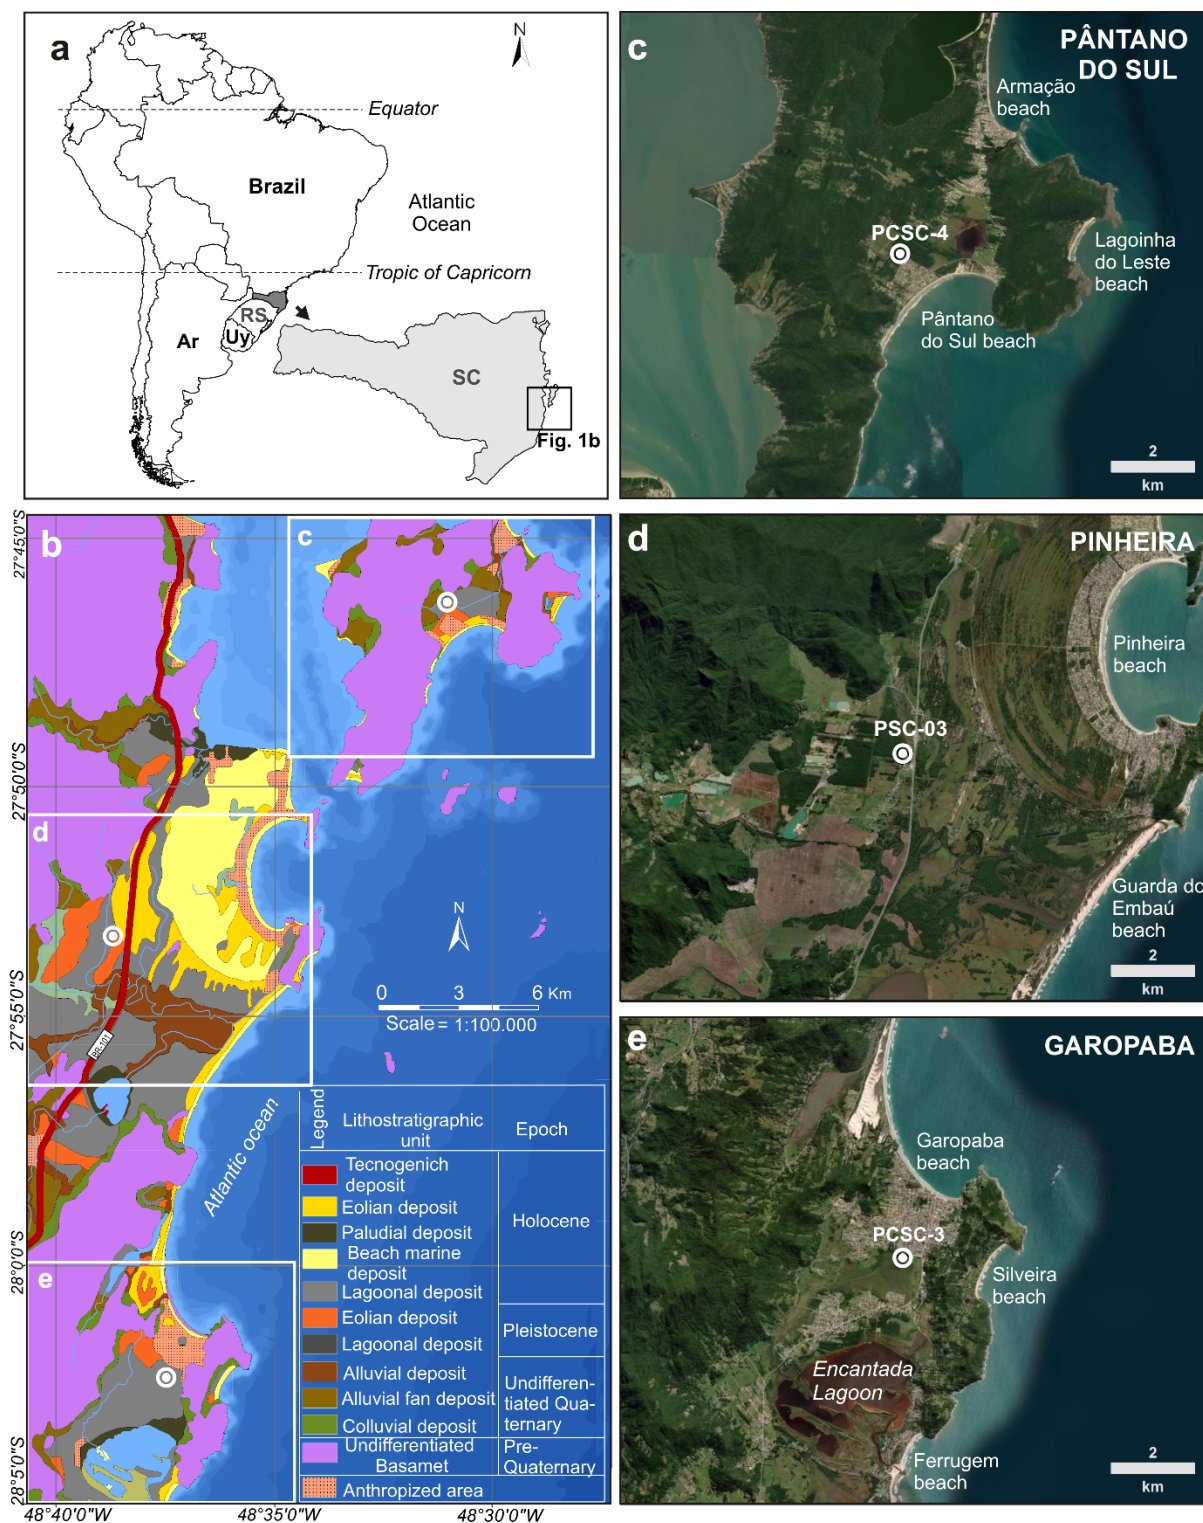 a
N
Equator
Brazil
Atlantic
Ocean
Tropic of Capricorn
RS
Ar
Uy
SC
Fig. 1b
c
PÂNTANO
DO SUL
Armação
beach
PCSC-4
Lagoinha
do Leste
beach
Pântano
do Sul beach
2
km
b
c
27°45'0"S
27°50'0"S
d
N
0 3 6 Km
Scale = 1:100.000
27°55'0"S
BR-101
Atlantic ocean
28°0'0"S
e
28°5'0"S
48°40'0"W
48°35'0"W
48°30'0"W
Legend
Lithostratigraphic
unit
Epoch
Tecnogenich
deposit
Eolian deposit
Paludial deposit
Beach marine
deposit
Lagoonal deposit
Holocene
Eolian deposit
Lagoonal deposit
Pleistocene
Alluvial deposit
Alluvial fan deposit
Colluvial deposit
Undifferen-
tiated Qua-
ternary
Undifferentiated
Basamet
Pre-
Quaternary
Anthropized area
d
PINHEIRA
Pinheira
beach
PSC-03
Guarda do
Embaú
beach
2
km
e
GAROPABA
Garopaba
beach
PCSC-3
Silveira
beach
Encantada
Lagoon
Ferrugem
beach
2
km